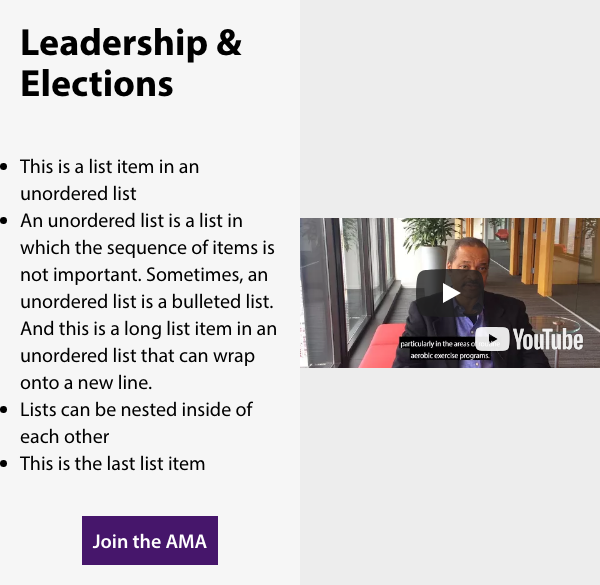 Leadership &
Elections
This is a list item in an
unordered list
An unordered list is a list in
which the sequence of items is
not important. Sometimes, an
unordered list is a bulleted list.
And this is a long list item in an
unordered list that can wrap
onto a new line.
Lists can be nested inside of
each other
This is the last list item
Join the AMA
particularly in the areas of
aerobic exercise programs.
YouTube